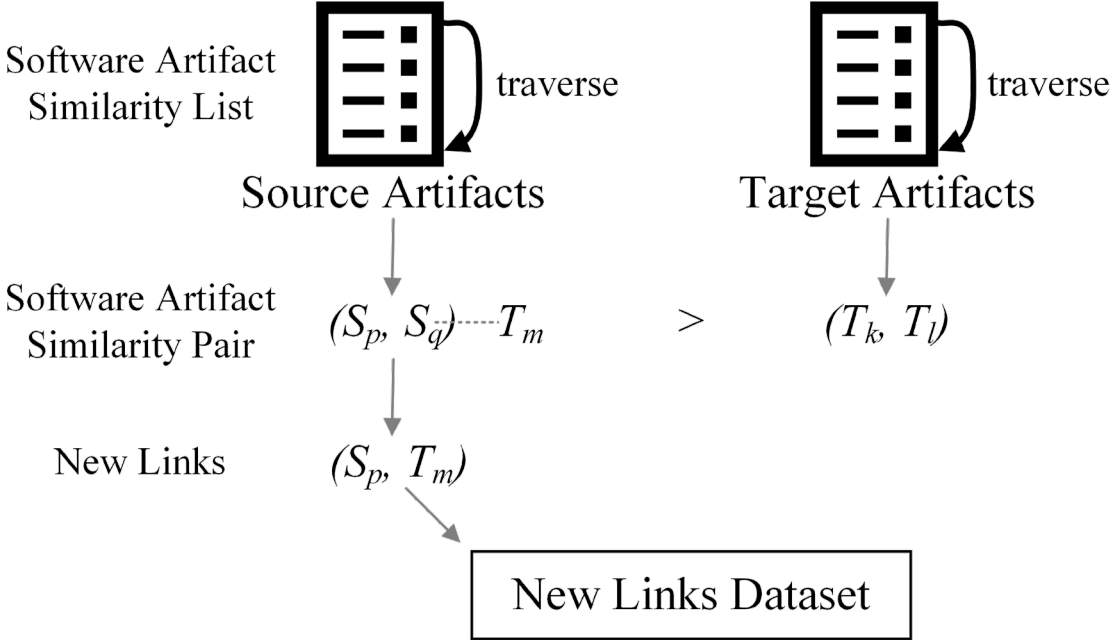 Software Artifact
Similarity List
traverse
traverse
Source Artifacts
Target Artifacts
Software Artifact
Similarity Pair
(Sp, Sq) Tm > (Tk, Tl)
New Links
(Sp, Tm)
New Links Dataset